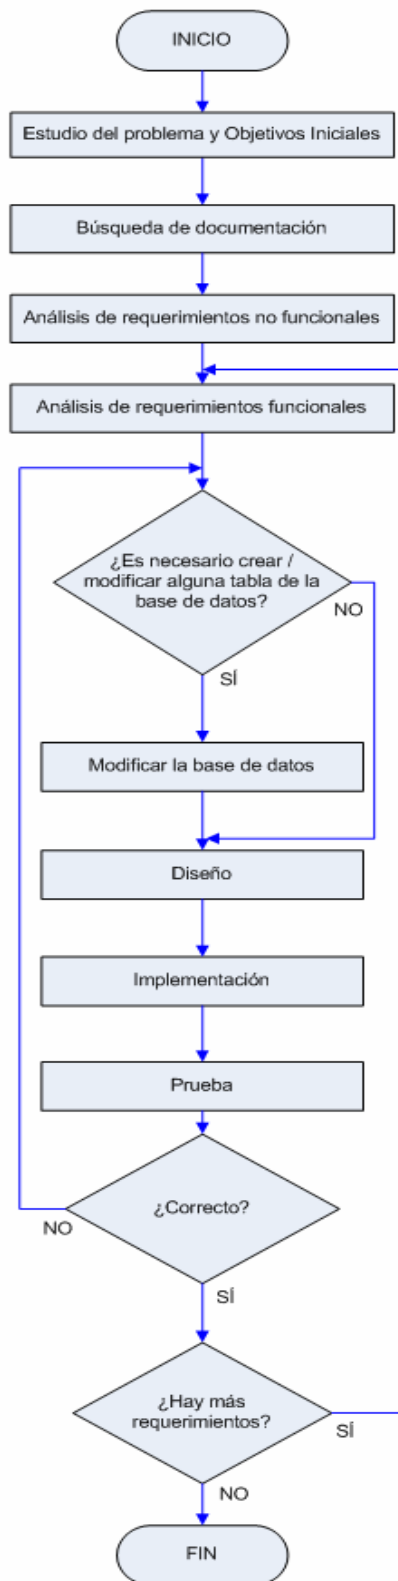 INICIO
Estudio del problema y Objetivos Iniciales
Búsqueda de documentación
Análisis de requerimientos no funcionales
Análisis de requerimientos funcionales
¿Es necesario crear /
modificar alguna tabla de la
base de datos?
NO
SÍ
Modificar la base de datos
Diseño
Implementación
Prueba
¿Correcto?
NO
SÍ
¿Hay más
requerimientos?
SÍ
NO
FIN